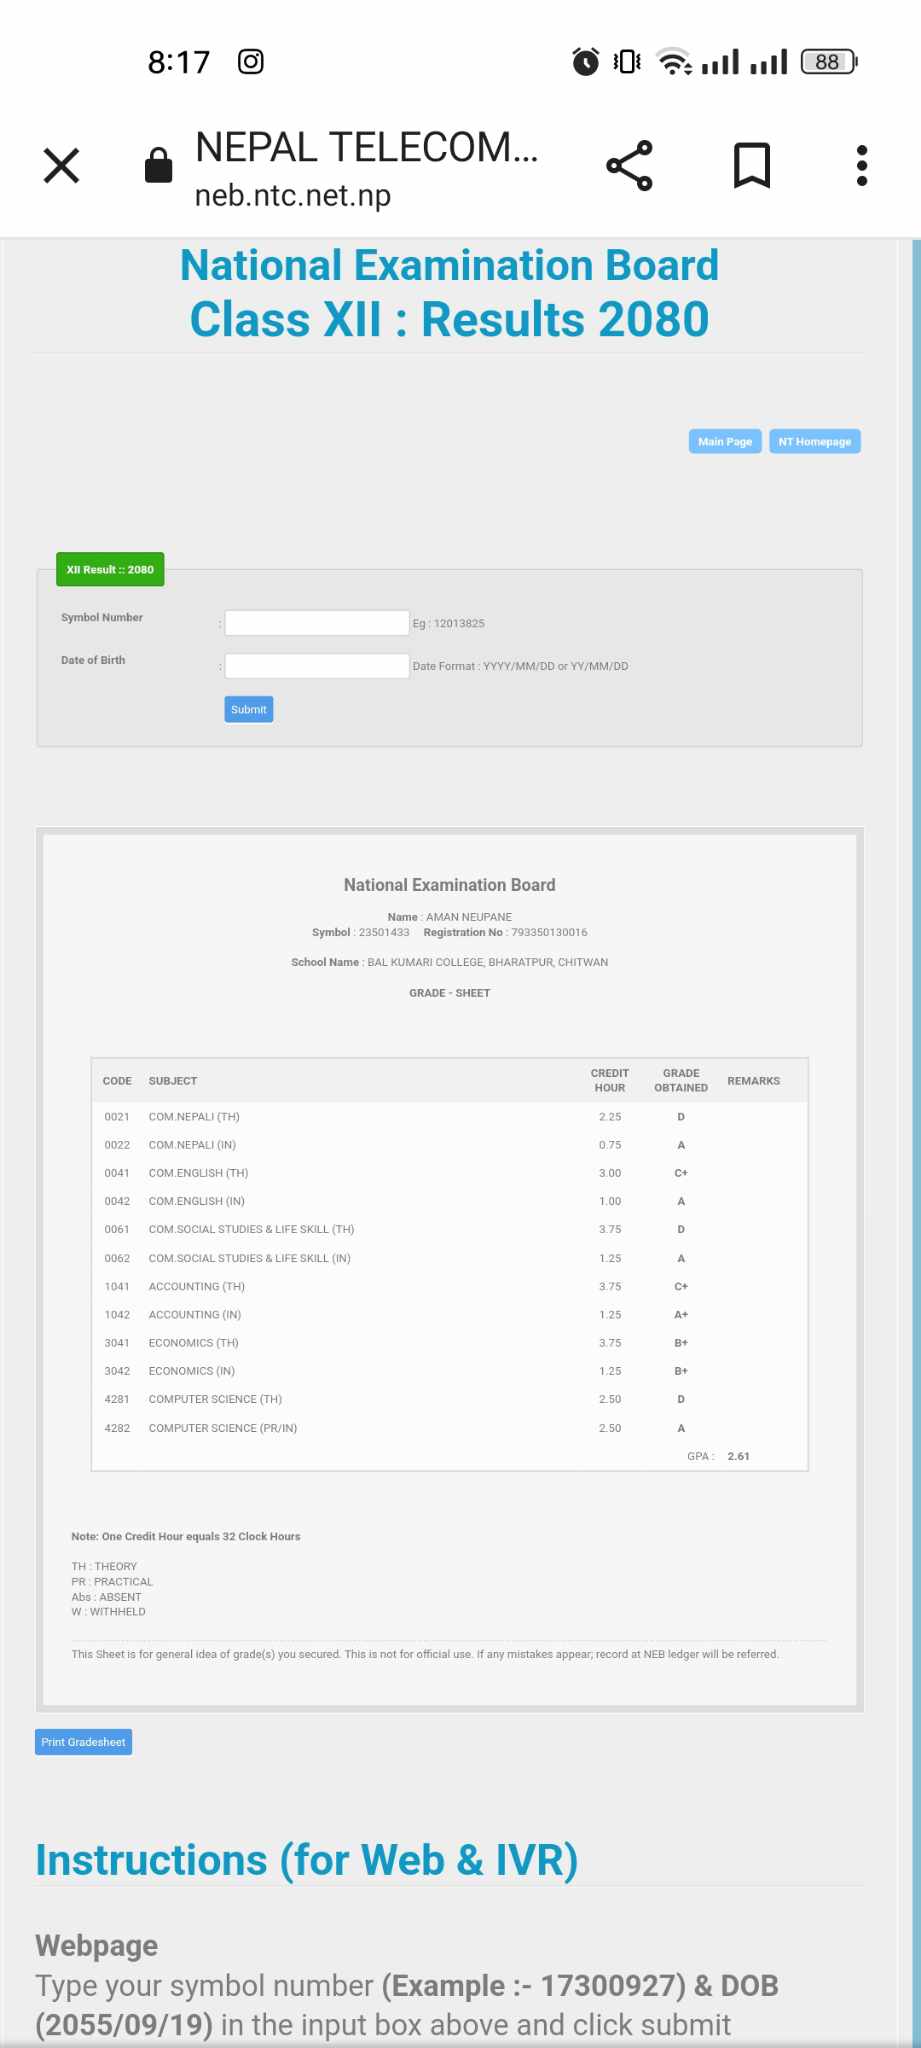 8:17
88
NEPAL TELECOM...
neb.ntc.net.np
National Examination Board
Class XII : Results 2080
Main Page NT Homepage
XII Result :: 2080
Symbol Number : Eg : 12013825
Date of Birth : Date Format : YYYY/MM/DD or YY/MM/DD
Submit
National Examination Board
Name : AMAN NEUPANE
Symbol : 23501433 Registration No : 793350130016
School Name : BAL KUMARI COLLEGE, BHARATPUR, CHITWAN
GRADE - SHEET
CODE SUBJECT CREDIT HOUR GRADE OBTAINED REMARKS
0021 COM.NEPALI (TH) 2.25 D
0022 COM.NEPALI (IN) 0.75 A
0041 COM.ENGLISH (TH) 3.00 C+
0042 COM.ENGLISH (IN) 1.00 A
0061 COM.SOCIAL STUDIES & LIFE SKILL (TH) 3.75 D
0062 COM.SOCIAL STUDIES & LIFE SKILL (IN) 1.25 A
1041 ACCOUNTING (TH) 3.75 C+
1042 ACCOUNTING (IN) 1.25 A+
3041 ECONOMICS (TH) 3.75 B+
3042 ECONOMICS (IN) 1.25 B+
4281 COMPUTER SCIENCE (TH) 2.50 D
4282 COMPUTER SCIENCE (PR/IN) 2.50 A
GPA : 2.61
Note: One Credit Hour equals 32 Clock Hours
TH : THEORY
PR : PRACTICAL
Abs : ABSENT
W : WITHHELD
This Sheet is for general idea of grade(s) you secured. This is not for official use. If any mistakes appear; record at NEB ledger will be referred.
Print Gradesheet
Instructions (for Web & IVR)
Webpage
Type your symbol number (Example :- 17300927) & DOB
(2055/09/19) in the input box above and click submit